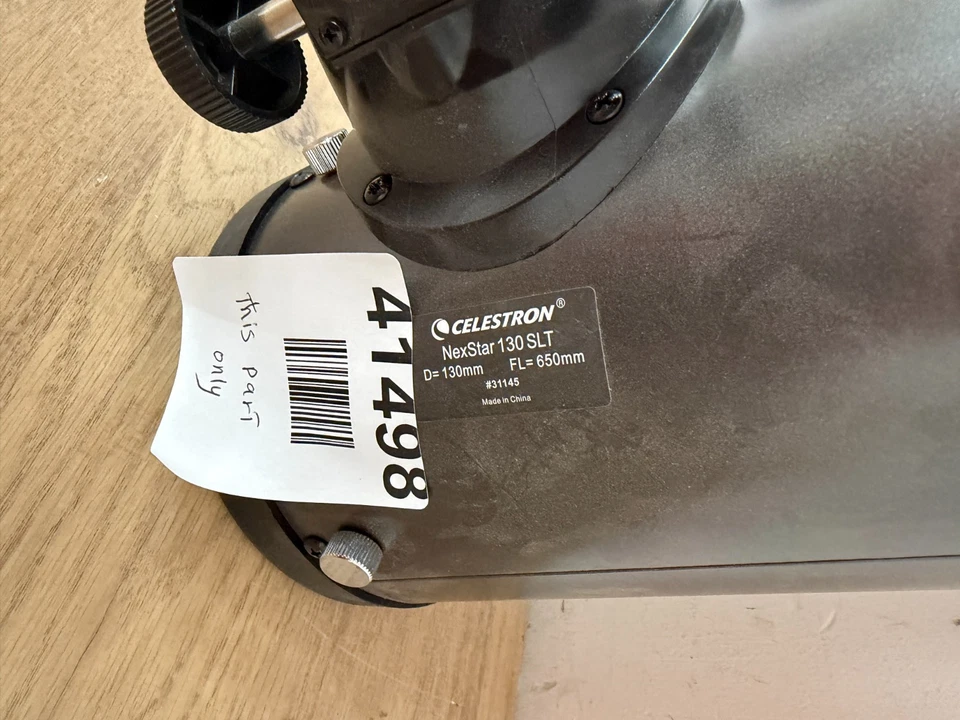 41498
this part
only
CELESTRON®
NexStar 130 SLT
D= 130mm FL= 650mm
#31145
Made in China